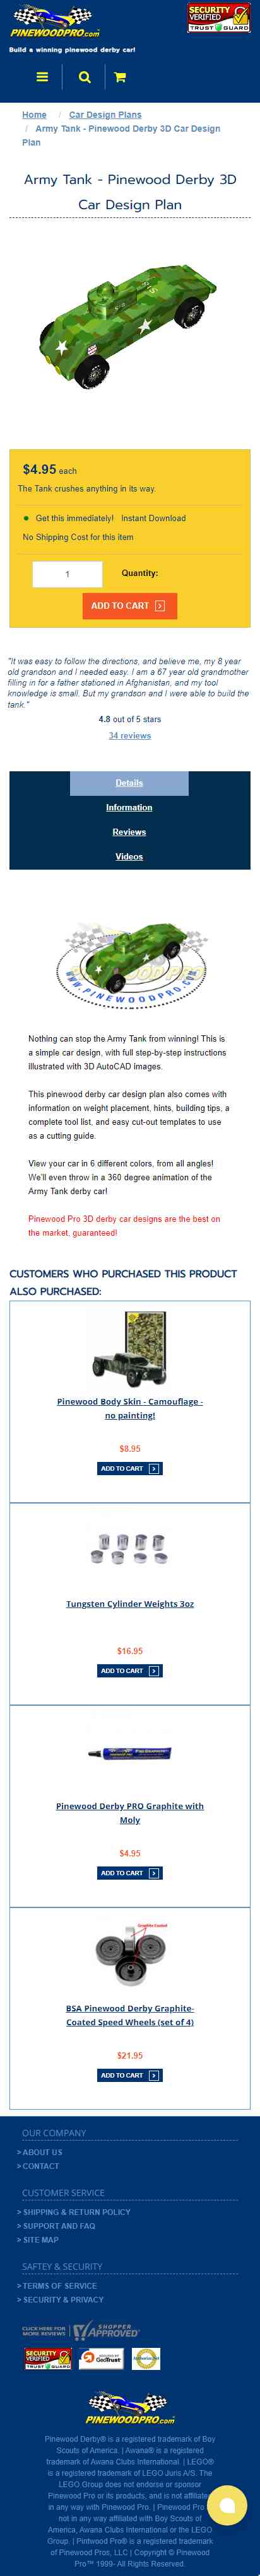 PINEWOODPRO.com
SECURITY
VERIFIED
TRUST GUARD
Build a winning pinewood derby car!
Home / Car Design Plans
/ Army Tank - Pinewood Derby 3D Car Design
Plan
Army Tank - Pinewood Derby 3D
Car Design Plan
$4.95 each
The Tank crushes anything in its way.
Get this immediately! Instant Download
No Shipping Cost for this item
1
Quantity:
ADD TO CART
"It was easy to follow the directions, and believe me, my 8 year
old grandson and I needed easy. I am a 67 year old grandmother
filling in for a father stationed in Afghanistan, and my tool
knowledge is small. But my grandson and I were able to build the
tank."
4.8 out of 5 stars
34 reviews
Details
Information
Reviews
Videos
Nothing can stop the Army Tank from winning! This is
a simple car design, with full step-by-step instructions
illustrated with 3D AutoCAD images.
This pinewood derby car design plan also comes with
information on weight placement, hints, building tips, a
complete tool list, and easy cut-out templates to use
as a cutting guide.
View your car in 6 different colors, from all angles!
We'll even throw in a 360 degree animation of the
Army Tank derby car!
Pinewood Pro 3D derby car designs are the best on
the market, guaranteed!
CUSTOMERS WHO PURCHASED THIS PRODUCT
ALSO PURCHASED:
Pinewood Body Skin - Camouflage -
no painting!
$8.95
ADD TO CART
Tungsten Cylinder Weights 3oz
$16.95
ADD TO CART
Pinewood Derby PRO Graphite with
Moly
$4.95
ADD TO CART
Graphite Coated
BSA Pinewood Derby Graphite-
Coated Speed Wheels (set of 4)
$21.95
ADD TO CART
OUR COMPANY
> ABOUT US
> CONTACT
CUSTOMER SERVICE
> SHIPPING & RETURN POLICY
> SUPPORT AND FAQ
> SITE MAP
SAFTEY & SECURITY
> TERMS OF SERVICE
> SECURITY & PRIVACY
CLICK HERE
FOR MORE
REVIEWS
SHOPPER
APPROVED
SECURITY
VERIFIED
TRUST GUARD
GeoTrust
PINEWOODPRO.com
Pinewood Derby® is a registered trademark of Boy
Scouts of America. | Awana® is a registered
trademark of Awana Clubs International. | LEGO®
is a registered trademark of LEGO Juris A/S. The
LEGO Group does not endorse or sponsor
Pinewood Pro or its products, and is not affiliated
in any way with Pinewood Pro. | Pinewood Pro
not in any way affiliated with Boy Scouts of
America, Awana Clubs International or the LEGO
Group. | Pintwood Pro® is a registered trademark
of Pinewood Pros, LLC | Copyright © Pinewood
Pro™ 1999- All Rights Reserved.